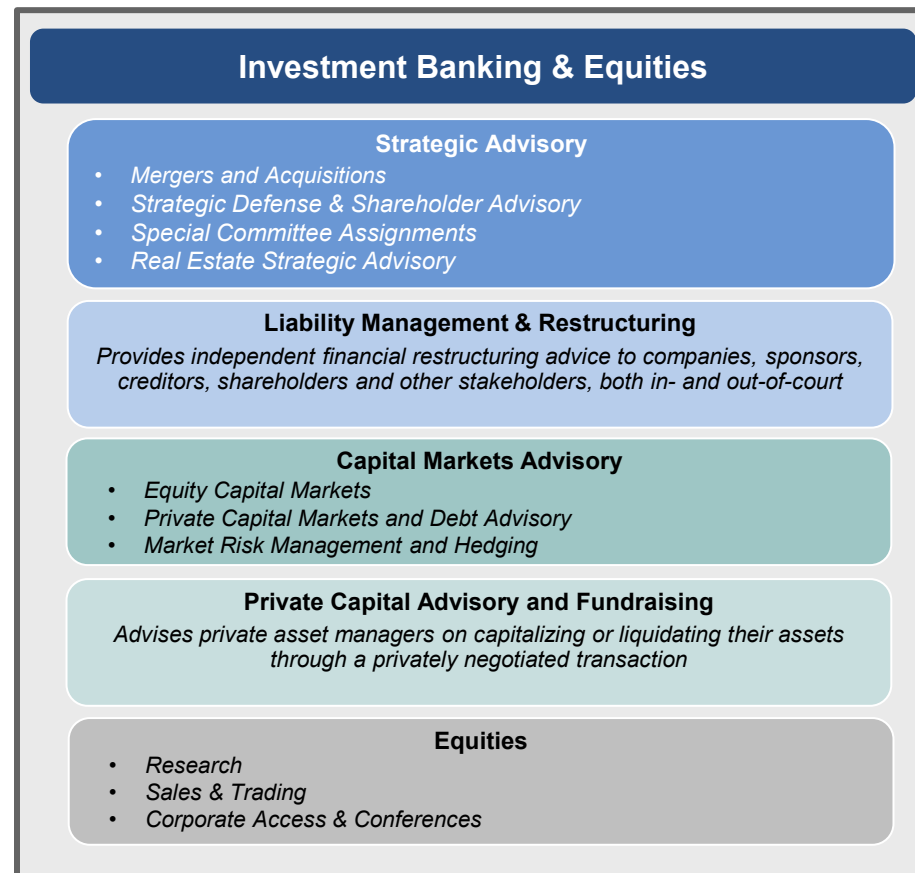 Investment Banking & Equities
Strategic Advisory
• Mergers and Acquisitions
• Strategic Defense & Shareholder Advisory
• Special Committee Assignments
• Real Estate Strategic Advisory
Liability Management & Restructuring
Provides independent financial restructuring advice to companies, sponsors,
creditors, shareholders and other stakeholders, both in- and out-of-court
Capital Markets Advisory
• Equity Capital Markets
• Private Capital Markets and Debt Advisory
• Market Risk Management and Hedging
Private Capital Advisory and Fundraising
Advises private asset managers on capitalizing or liquidating their assets
through a privately negotiated transaction
Equities
• Research
• Sales & Trading
• Corporate Access & Conferences